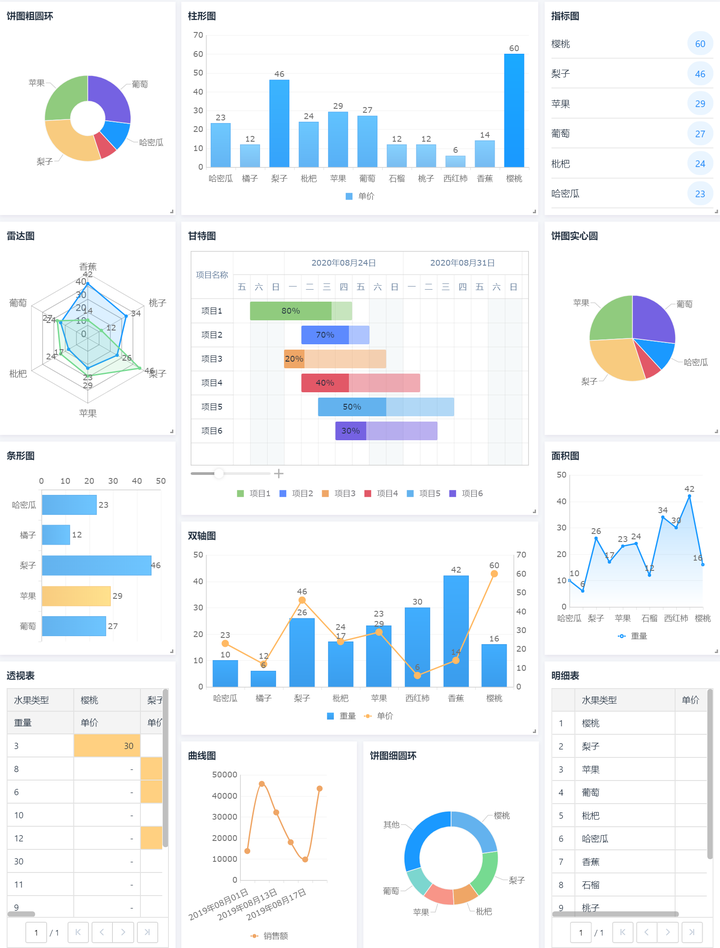 饼图粗圆环
苹果
葡萄
哈密瓜
梨子
柱形图
70
60
50
40
30
20
10
0
23
12
46
24
29
27
12
12
6
14
60
哈密瓜 橘子 梨子 枇杷 苹果 葡萄 石榴 桃子 西红柿 香蕉 樱桃
单价
指标图
樱桃 60
梨子 46
苹果 29
葡萄 27
枇杷 24
哈密瓜 23
雷达图
香蕉
42
40
30
20
14
10
0
葡萄
桃子
34
12
27
24
17
24
26
46
梨子
枇杷
23
29
苹果
甘特图
项目名称
2020年08月24日 2020年08月31日
五 六 日 一 二 三 四 五 六 日 一 二 三 四 五 六 日
项目1 80%
项目2 70%
项目3 20%
项目4 40%
项目5 50%
项目6 30%
项目1 项目2 项目3 项目4 项目5 项目6
饼图实心圆
苹果
葡萄
哈密瓜
梨子
条形图
0 10 20 30 40 50
哈密瓜 23
橘子 12
梨子 46
苹果 29
葡萄 27
双轴图
50
40
30
20
10
0
70
60
50
40
30
20
10
0
23
10
12
6
46
26
24
17
23
29
30
6
42
14
60
16
哈密瓜 橘子 梨子 枇杷 苹果 西红柿 香蕉 樱桃
重量 单价
面积图
50
40
30
20
10
0
10
6
26
17
23
24
12
34
30
42
16
哈密瓜 梨子 苹果 石榴 西红柿 樱桃
重量
透视表
水果类型 樱桃 梨子
重量 单价 单价
3 30
8 -
6 -
10 -
12 -
30 -
11 -
9 -
1 / 1
曲线图
50000
40000
30000
20000
10000
0
2019年08月01日
2019年08月13日
2019年08月17日
销售额
饼图细圆环
其他
樱桃
梨子
枇杷
苹果
葡萄
明细表
水果类型 单价
1 樱桃
2 梨子
3 苹果
4 葡萄
5 枇杷
6 哈密瓜
7 香蕉
8 石榴
9 桃子
1 / 1